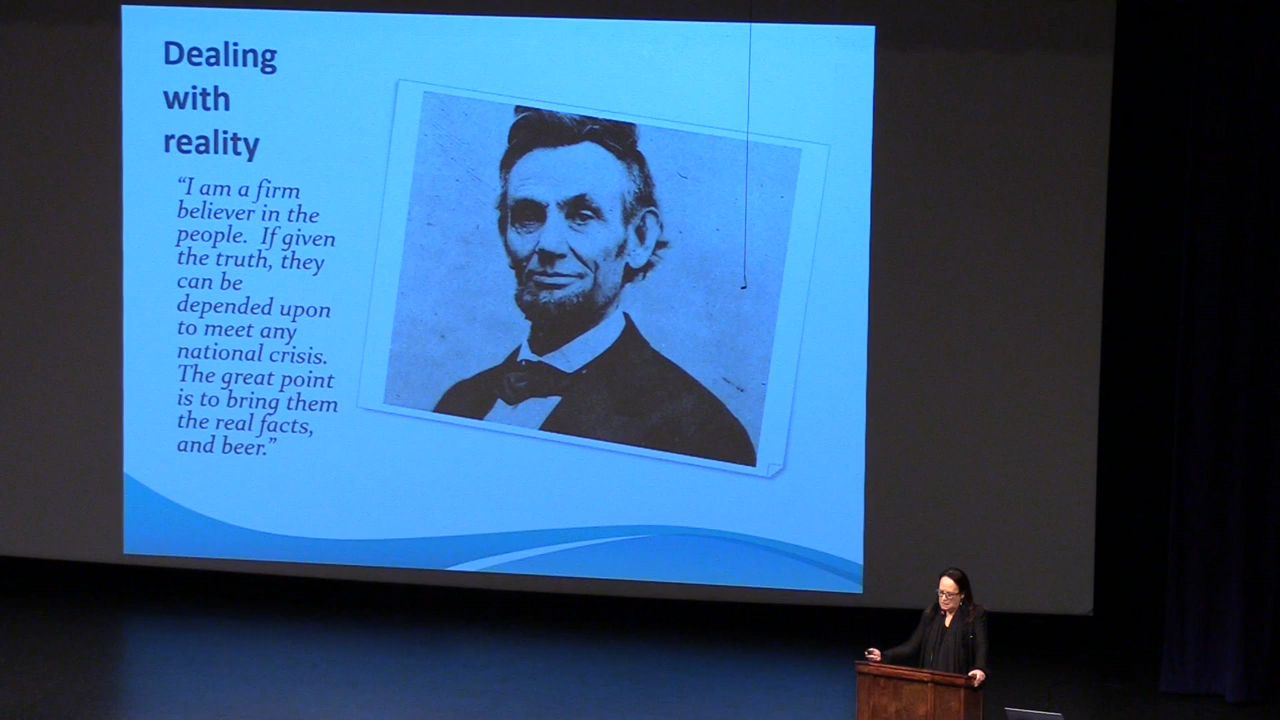 Dealing
with
reality
“I am a firm
believer in the
people.  If given
the truth, they
can be
depended upon
to meet any
national crisis.
The great point
is to bring them
the real facts,
and beer.”